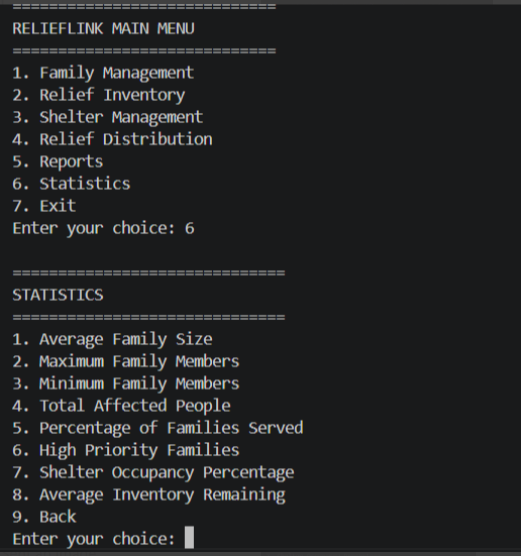 =============================
RELIEFLINK MAIN MENU
=============================
1. Family Management
2. Relief Inventory
3. Shelter Management
4. Relief Distribution
5. Reports
6. Statistics
7. Exit
Enter your choice: 6
==============================
STATISTICS
==============================
1. Average Family Size
2. Maximum Family Members
3. Minimum Family Members
4. Total Affected People
5. Percentage of Families Served
6. High Priority Families
7. Shelter Occupancy Percentage
8. Average Inventory Remaining
9. Back
Enter your choice: